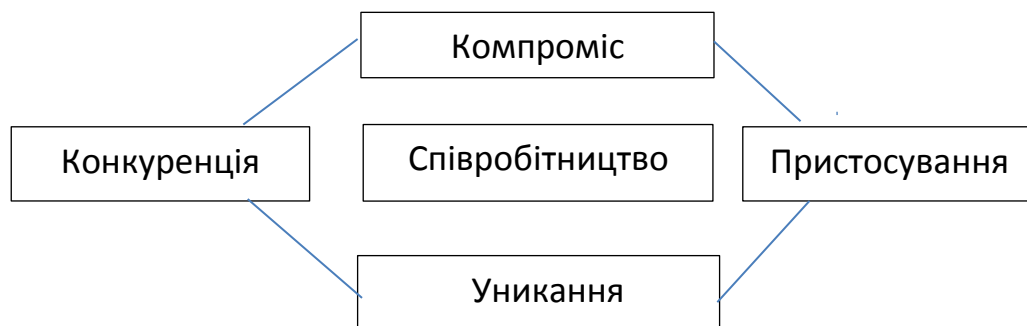 Компроміс
Конкуренція
Співробітництво
Пристосування
Уникання